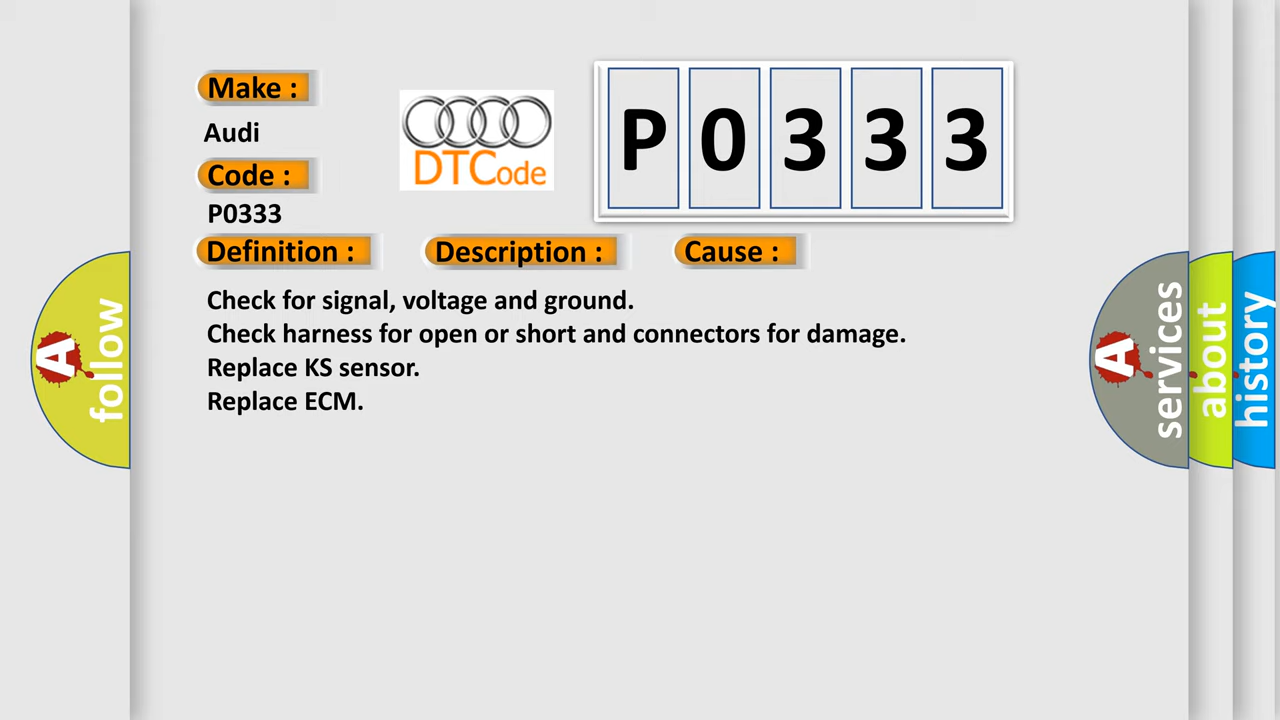 Make :
Audi
Code :
P0333
DTCode
P0333
Definition :
Description :
Cause :
Check for signal, voltage and ground.
Check harness for open or short and connectors for damage.
Replace KS sensor.
Replace ECM.
A follow
A services
about
history